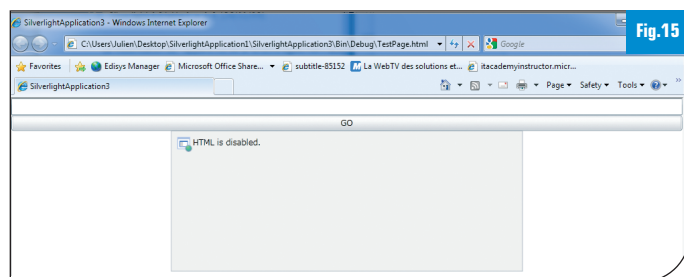 SilverlightApplication3 - Windows Internet Explorer
Fig.15
C:\Users\Julien\Desktop\SilverlightApplication1\SilverlightApplication3\Bin\Debug\TestPage.html
Google
Favorites Edisys Manager Microsoft Office Share... subtitle-85152 La WebTV des solutions et... itacademyinstructor.micr...
SilverlightApplication3
Page Safety Tools
GO
HTML is disabled.